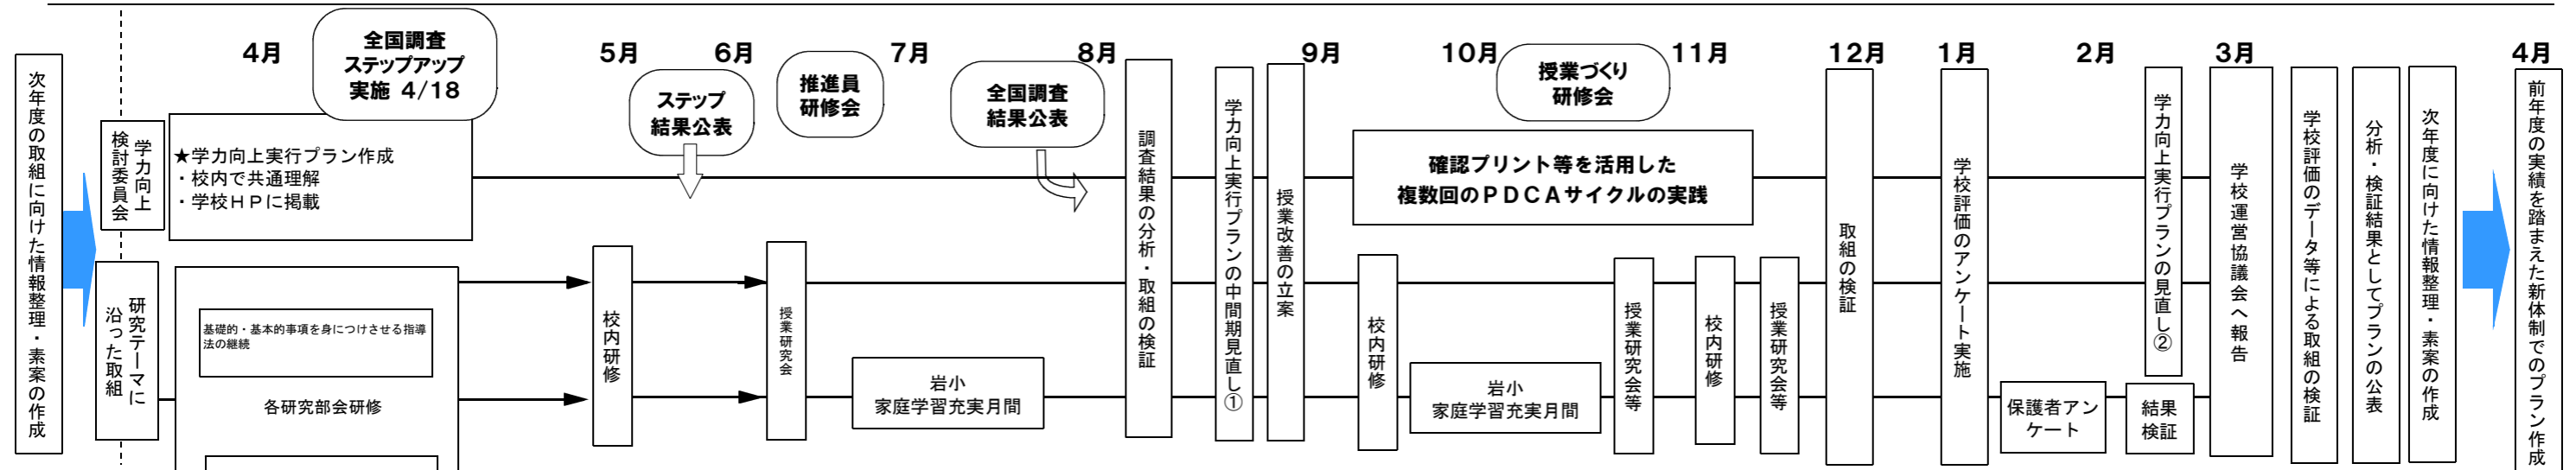 次年度の取組に向けた情報整理・素案の作成
学力向上
検討委員会
研究テーマに
沿った取組
4月
全国調査
ステップアップ
実施 4/18
★学力向上実行プラン作成
・校内で共通理解
・学校ＨＰに掲載
基礎的・基本的事項を身につけさせる指導
法の継続
各研究部会研修
5月
ステップ
結果公表
校内研修
6月
推進員
研修会
授業研究会
7月
岩小
家庭学習充実月間
全国調査
結果公表
8月
調査結果の分析・取組の検証
学力向上実行プランの中間期見直し①
授業改善の立案
9月
校内研修
10月
授業づくり
研修会
確認プリント等を活用した
複数回のＰＤＣＡサイクルの実践
岩小
家庭学習充実月間
授業研究会等
11月
校内研修
授業研究会等
12月
取組の検証
1月
学校評価のアンケート実施
2月
保護者アン
ケート
学力向上実行プランの見直し②
結果
検証
3月
学校運営協議会へ報告
学校評価のデータ等による取組の検証
分析・検証結果としてプランの公表
次年度に向けた情報整理・素案の作成
4月
前年度の実績を踏まえた新体制でのプラン作成